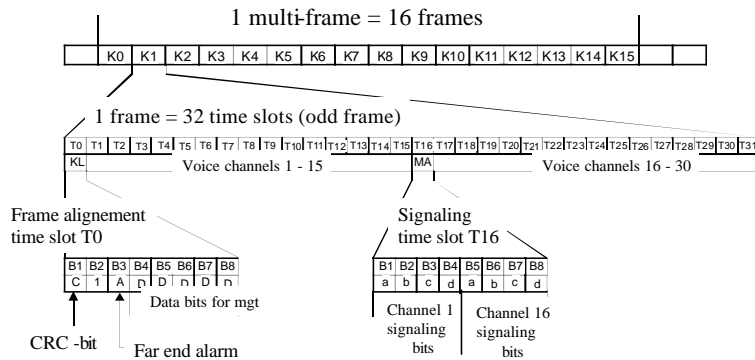 1 multi-frame = 16 frames
K0 K1 K2 K3 K4 K5 K6 K7 K8 K9 K10 K11 K12 K13 K14 K15
1 frame = 32 time slots (odd frame)
T0 T1 T2 T3 T4 T5 T6 T7 T8 T9 T10 T11 T12 T13 T14 T15 T16 T17 T18 T19 T20 T21 T22 T23 T24 T25 T26 T27 T28 T29 T30 T31
KL Voice channels 1 - 15 MA Voice channels 16 - 30
Frame alignement
time slot T0
Signaling
time slot T16
B1 B2 B3 B4 B5 B6 B7 B8
C 1 A D D D D D
Data bits for mgt
CRC -bit
Far end alarm
B1 B2 B3 B4 B5 B6 B7 B8
a b c d a b c d
Channel 1
signaling
bits
Channel 16
signaling
bits